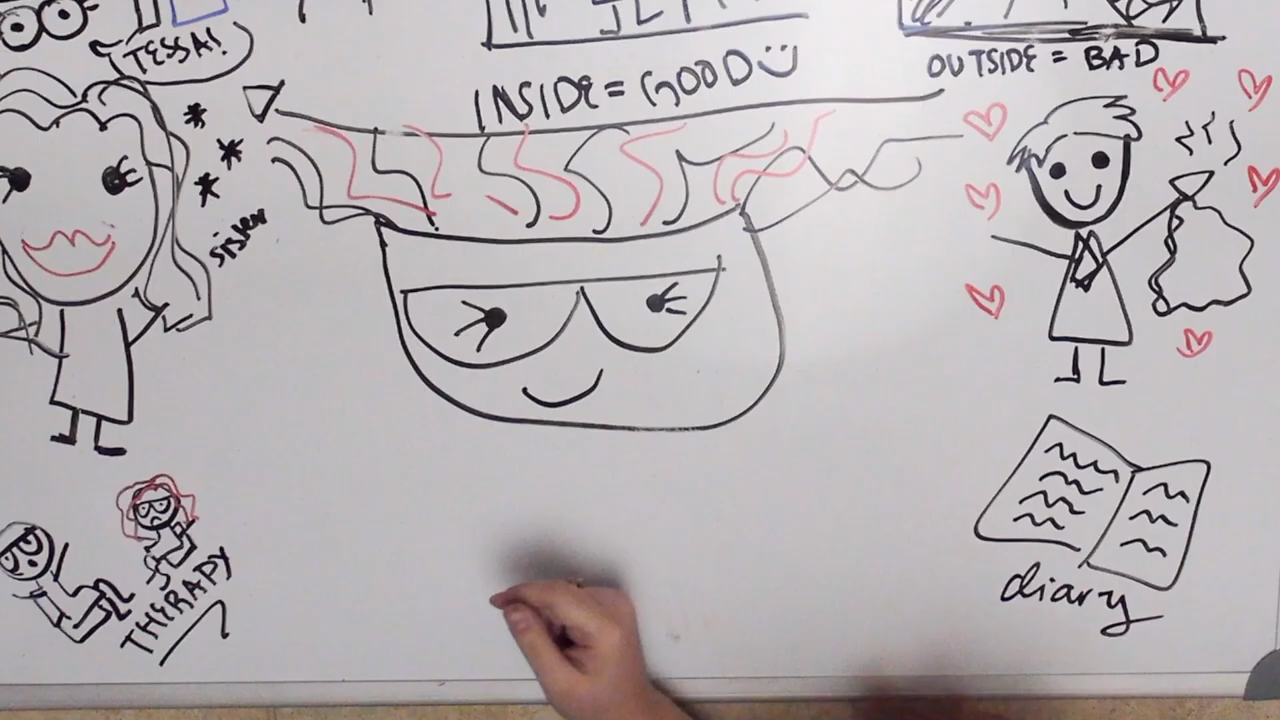 TESSA!
INSIDE = GOOD
OUTSIDE = BAD
sister
THERAPY
diary